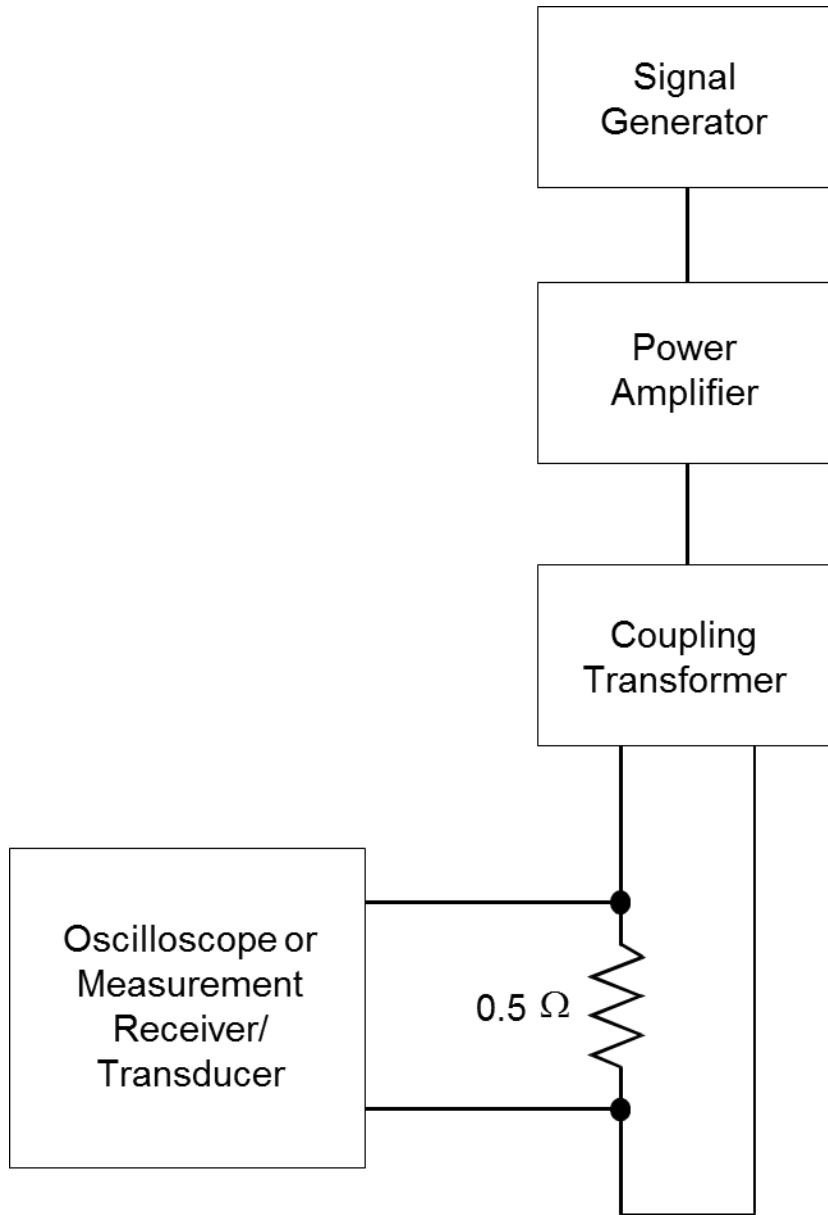 Signal
Generator
Power
Amplifier
Coupling
Transformer
Oscilloscope or
Measurement
Receiver/
Transducer
0.5 Ω